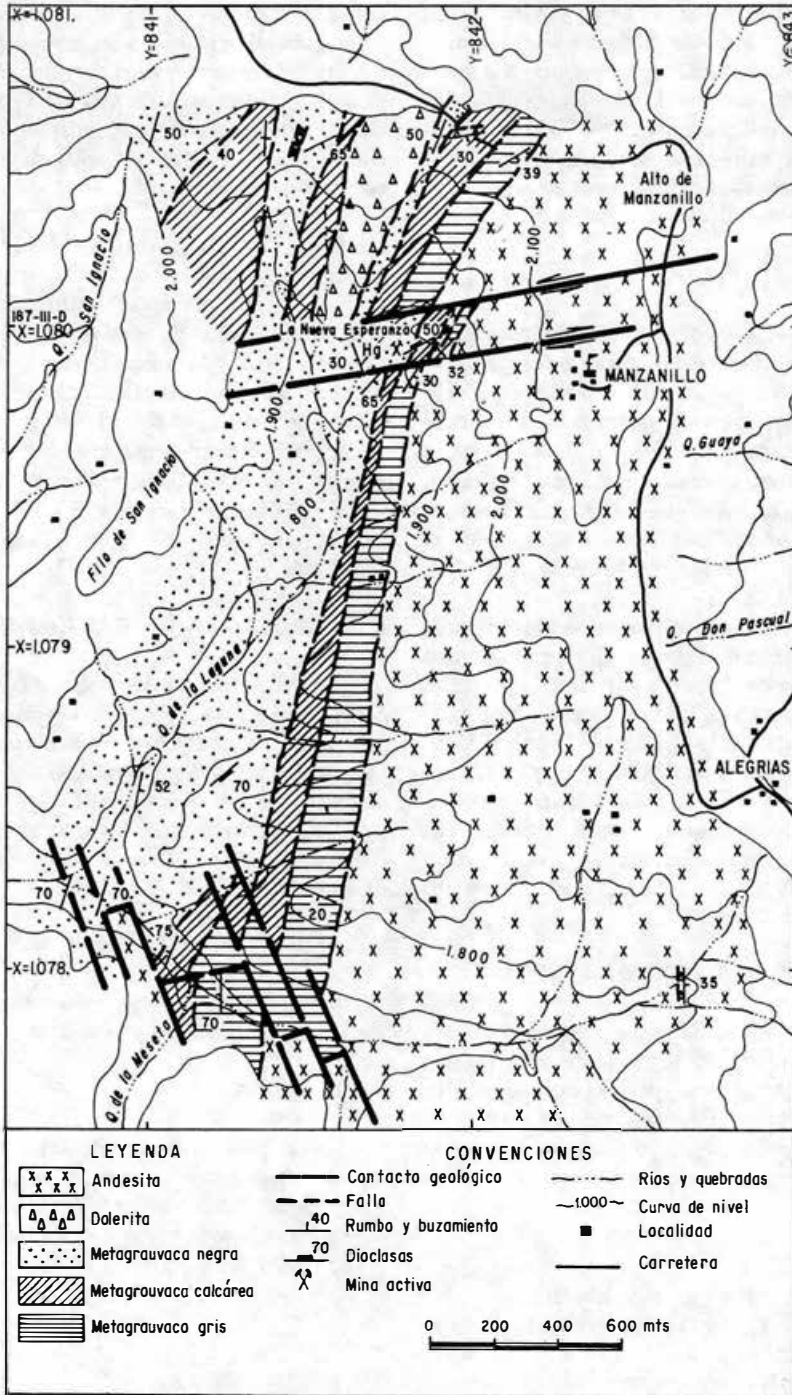 X=1.081.
Y=841
Y=842
Y=843
50
40
65
50
30
39
Alto de
Manzanillo
Q. San Ignacio
2.000
2.100
187-III-D
X=1.080
La Nueva Esperanza
50
Hg
30
30
32
MANZANILLO
65
1.900
Q. Guayo
Filo de San Ignacio
1.800
1.900
2.000
X=1.079
Q. Don Pascual
Q. de la Laguna
ALEGRIAS
52
70
70
70
75
20
1.800
X=1.078.
35
70
Q. de la Meseta
LEYENDA
Andesita
Dolerita
Metagrauvaca negra
Metagrouvaca calcárea
Metagrauvaco gris
CONVENCIONES
Contacto geológico
Falla
40 Rumbo y buzamiento
70 Dioclasas
Mina activa
Rios y quebradas
1.000 Curva de nivel
Localidad
Carretera
0 200 400 600 mts